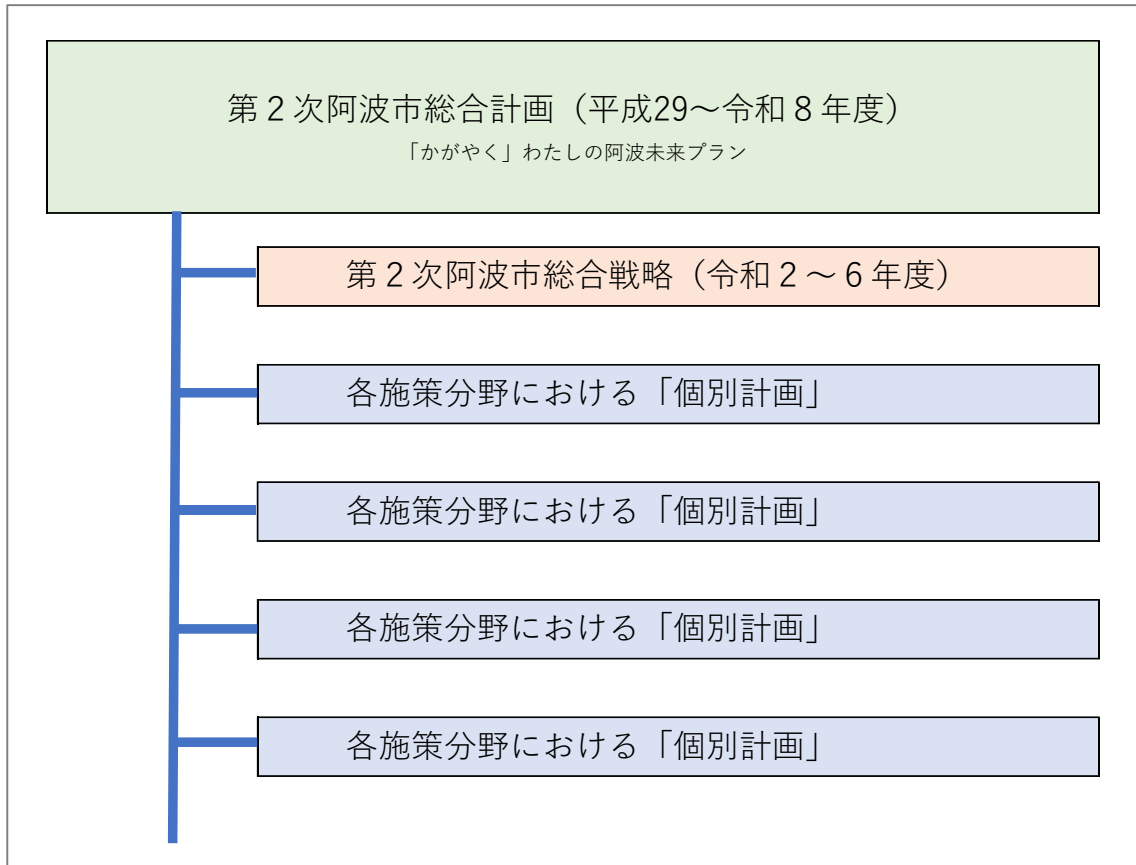 第２次阿波市総合計画（平成29～令和８年度）
「かがやく」わたしの阿波未来プラン
第２次阿波市総合戦略（令和２～６年度）
各施策分野における「個別計画」
各施策分野における「個別計画」
各施策分野における「個別計画」
各施策分野における「個別計画」